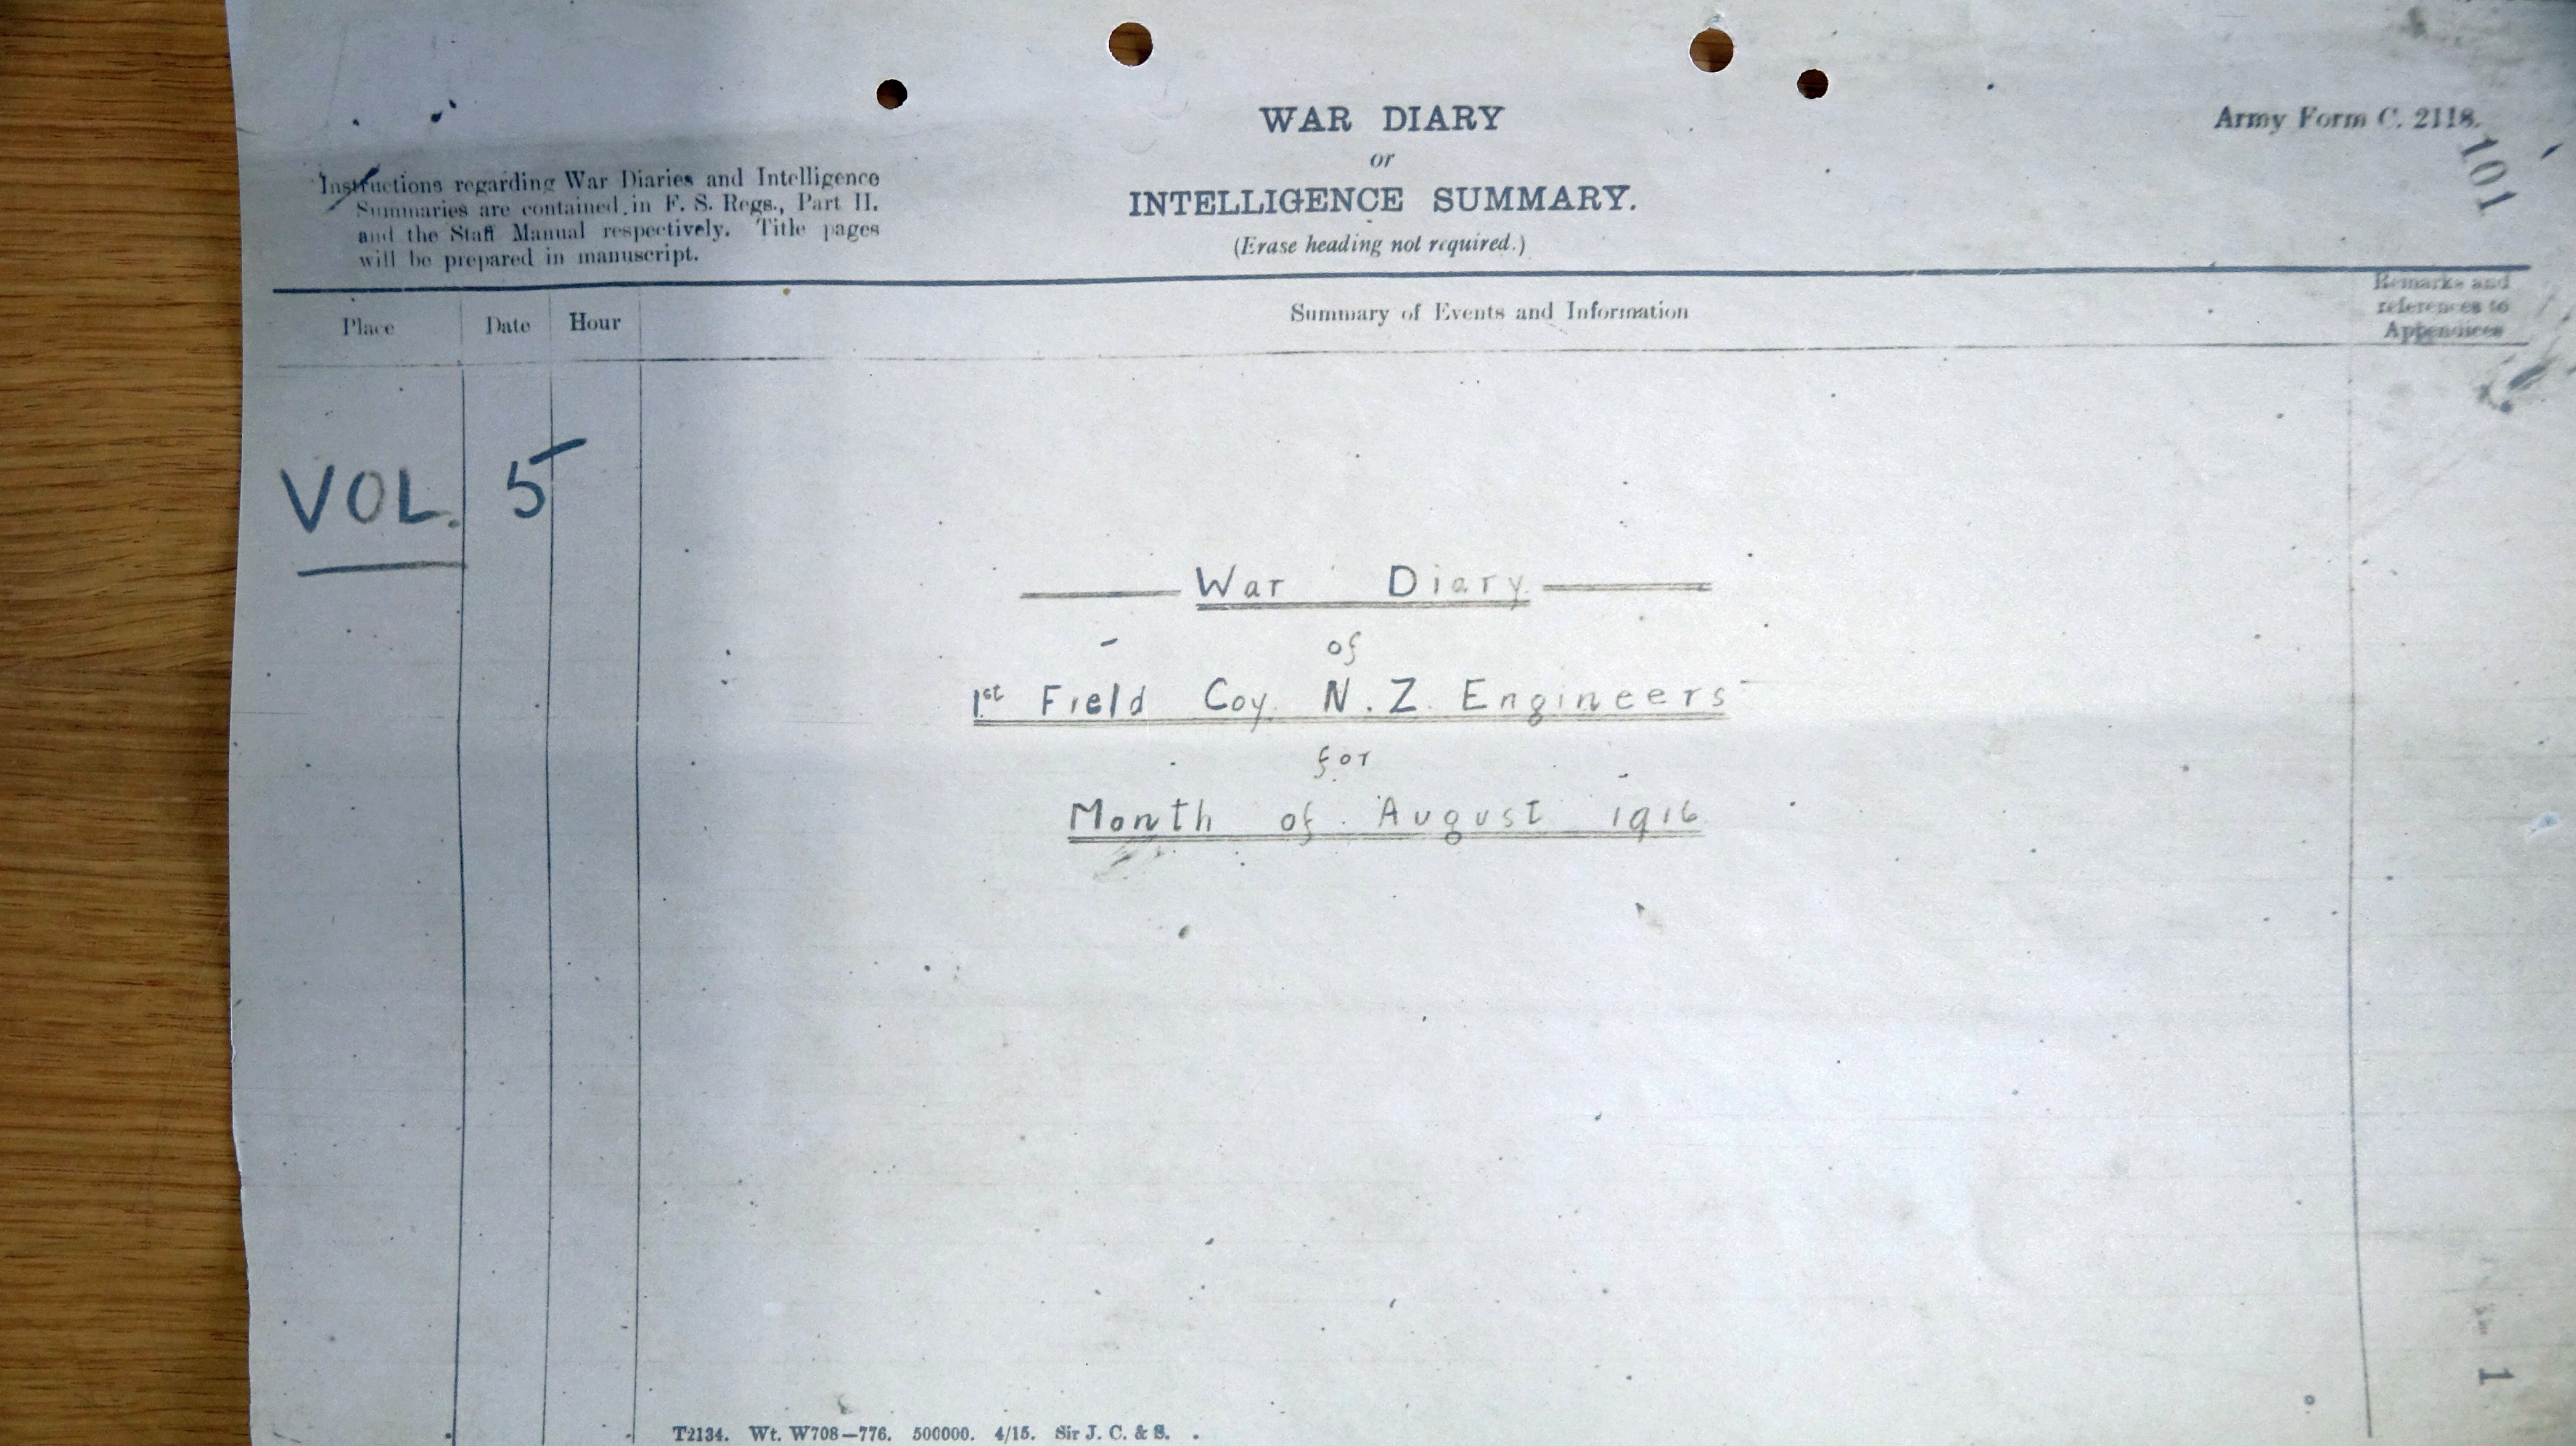 WAR DIARY
or
INTELLIGENCE SUMMARY.
(Erase heading not required.)
Army Form C. 2118.
101
Instructions regarding War Diaries and Intelligence
Summaries are contained in F. S. Regs., Part II.
and the Staff Manual respectively. Title pages
will be prepared in manuscript.
Place
Date
Hour
Summary of Events and Information
Remarks and
references to
Appendices
VOL. 5
War Diary
of
1st Field Coy. N.Z. Engineers
for
Month of August 1916
1
T2134. Wt. W708—776. 500000. 4/15. Sir J. C. & S.